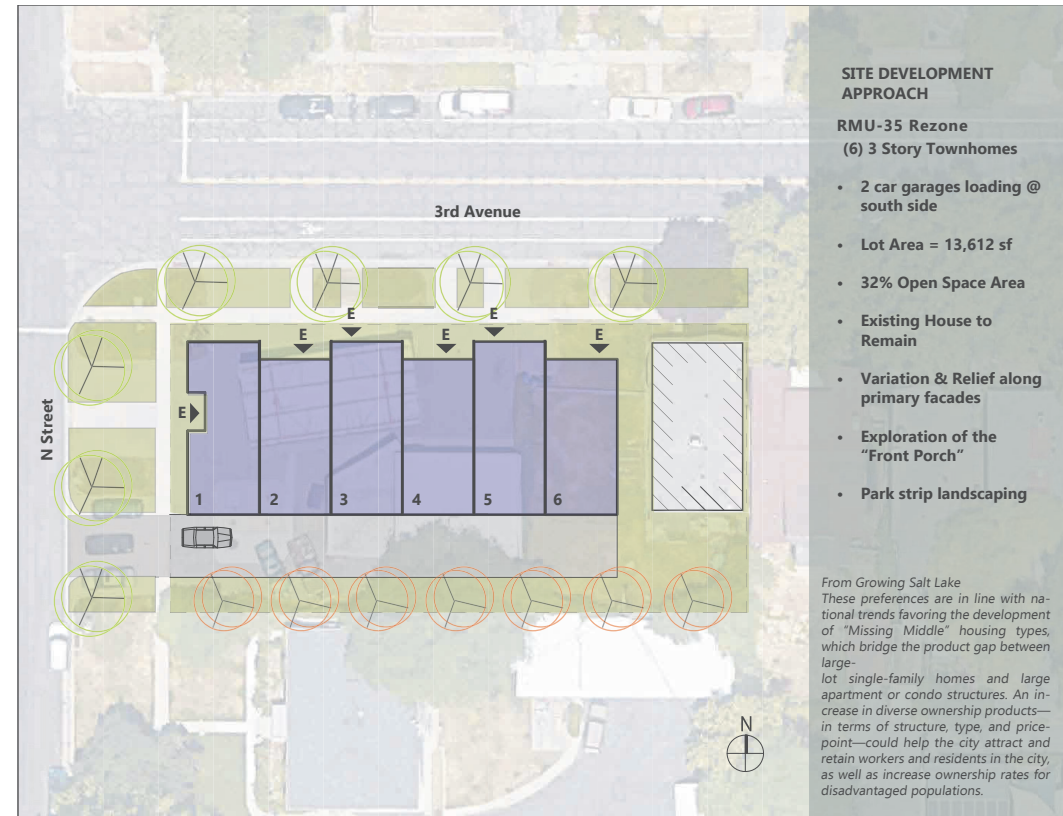 3rd Avenue
N Street
E
E
E
E
E
E
1
2
3
4
5
6
N
SITE DEVELOPMENT
APPROACH
RMU-35 Rezone
(6) 3 Story Townhomes
• 2 car garages loading @
south side
• Lot Area = 13,612 sf
• 32% Open Space Area
• Existing House to
Remain
• Variation & Relief along
primary facades
• Exploration of the
“Front Porch”
• Park strip landscaping
From Growing Salt Lake
These preferences are in line with na-
tional trends favoring the development
of “Missing Middle” housing types,
which bridge the product gap between
large-
lot single-family homes and large
apartment or condo structures. An in-
crease in diverse ownership products—
in terms of structure, type, and price-
point—could help the city attract and
retain workers and residents in the city,
as well as increase ownership rates for
disadvantaged populations.